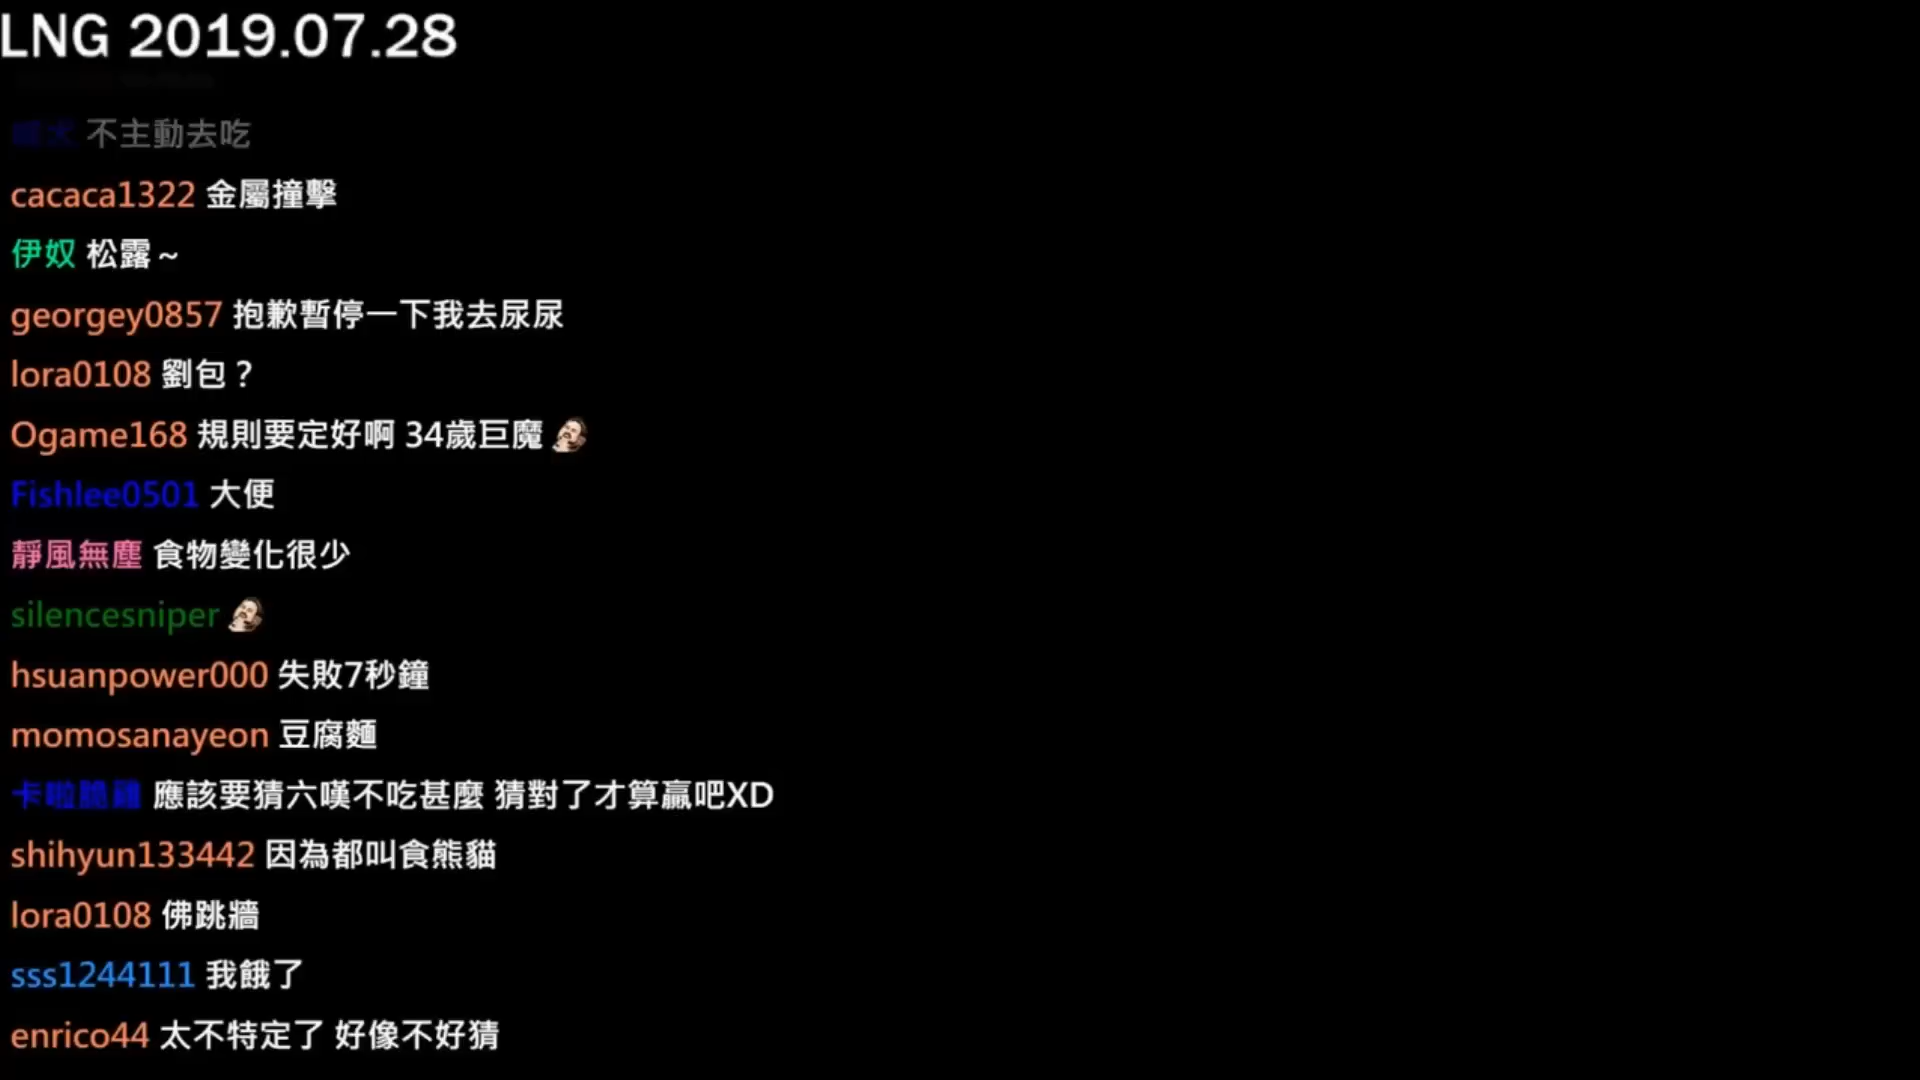 LNG 2019.07.28
不主動去吃
cacaca1322 金屬撞擊
伊奴 松露～
georgey0857 抱歉暫停一下我去尿尿
lora0108 劉包？
Ogame168 規則要定好啊 34歲巨魔
Fishlee0501 大便
靜風無塵 食物變化很少
silencesniper
hsuanpower000 失敗7秒鐘
momosanayeon 豆腐麵
卡啦脆雞 應該要猜六嘆不吃甚麼 猜對了才算贏吧XD
shihyun133442 因為都叫食熊貓
lora0108 佛跳牆
sss1244111 我餓了
enrico44 太不特定了 好像不好猜